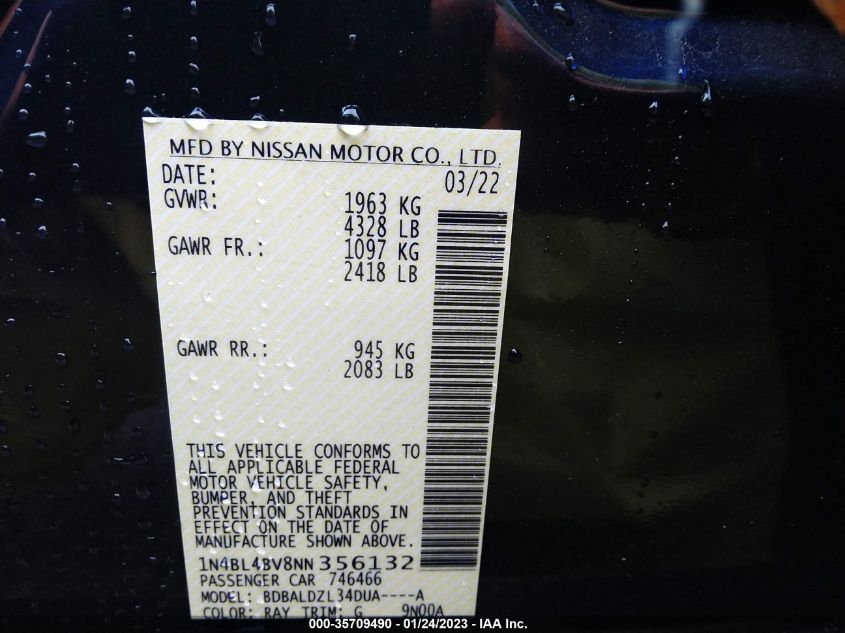 MFD BY NISSAN MOTOR CO., LTD.
DATE: 03/22
GVWR: 1963 KG
4328 LB
GAWR FR.: 1097 KG
2418 LB
GAWR RR.: 945 KG
2083 LB
THIS VEHICLE CONFORMS TO
ALL APPLICABLE FEDERAL
MOTOR VEHICLE SAFETY,
BUMPER, AND THEFT
PREVENTION STANDARDS IN
EFFECT ON THE DATE OF
MANUFACTURE SHOWN ABOVE.
1N4BL4BV8NN356132
PASSENGER CAR 746466
MODEL: BDBALDZL34DUA----A
COLOR: RAY TRIM: G 9N00A
000-35709490 - 01/24/2023 - IAA Inc.